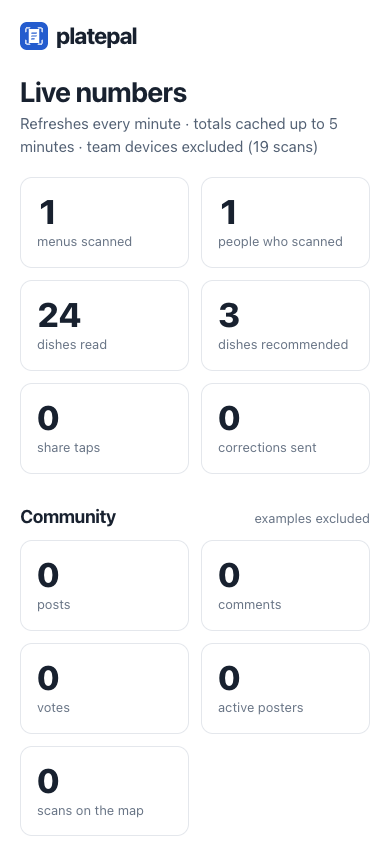 platepal
Live numbers
Refreshes every minute · totals cached up to 5
minutes · team devices excluded (19 scans)
1
menus scanned
1
people who scanned
24
dishes read
3
dishes recommended
0
share taps
0
corrections sent
Community
examples excluded
0
posts
0
comments
0
votes
0
active posters
0
scans on the map